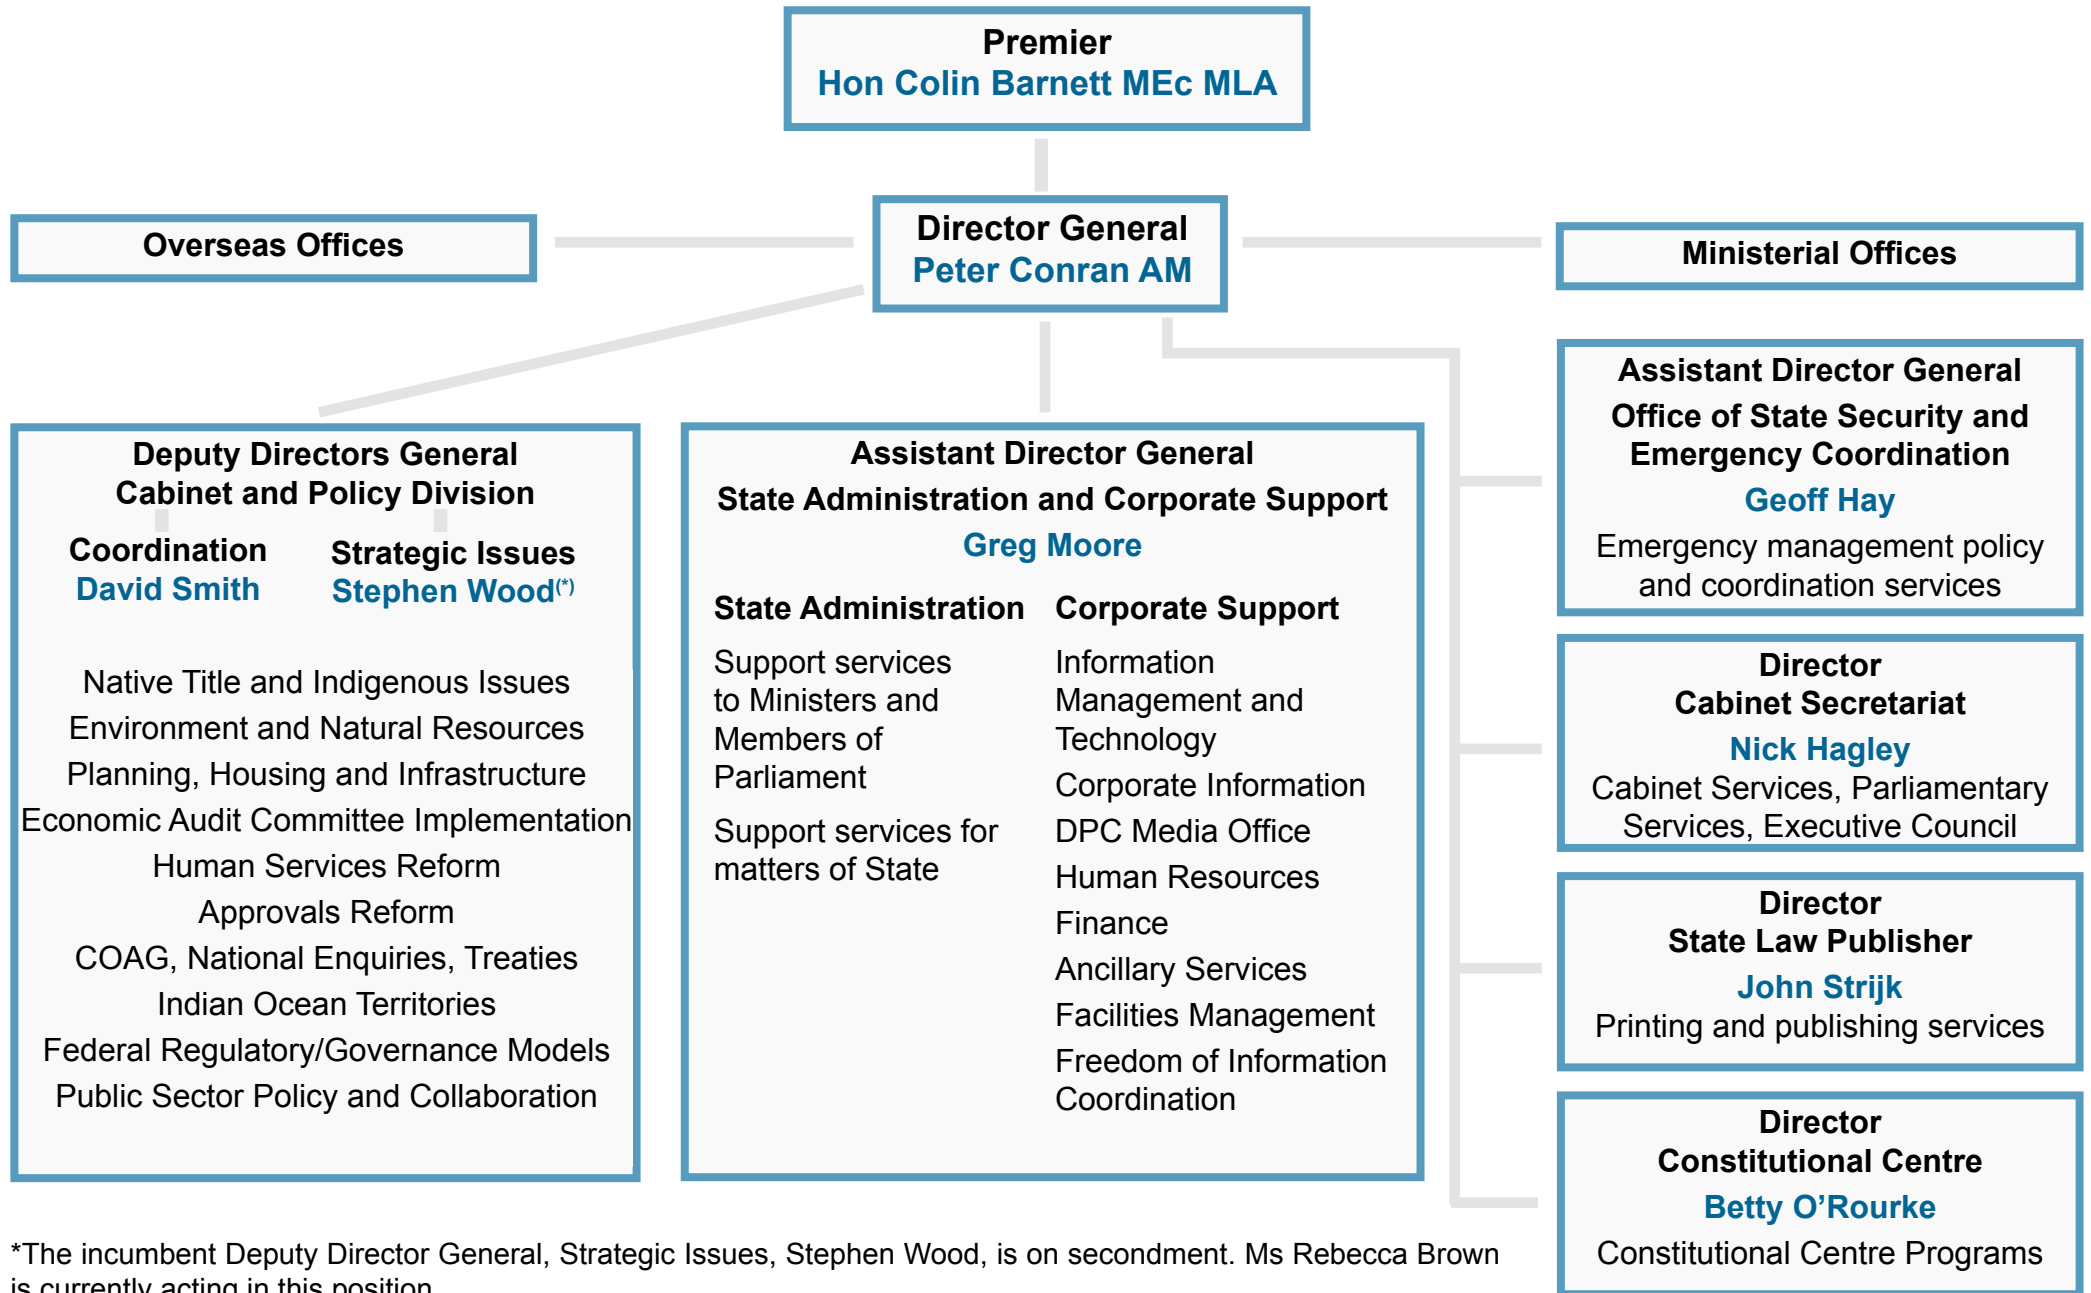 Premier
Hon Colin Barnett MEc MLA
Overseas Offices
Director General
Peter Conran AM
Ministerial Offices
Deputy Directors General
Cabinet and Policy Division
Coordination
David Smith
Strategic Issues
Stephen Wood(*)
Native Title and Indigenous Issues
Environment and Natural Resources
Planning, Housing and Infrastructure
Economic Audit Committee Implementation
Human Services Reform
Approvals Reform
COAG, National Enquiries, Treaties
Indian Ocean Territories
Federal Regulatory/Governance Models
Public Sector Policy and Collaboration
Assistant Director General
State Administration and Corporate Support
Greg Moore
State Administration
Support services
to Ministers and
Members of
Parliament
Support services for
matters of State
Corporate Support
Information
Management and
Technology
Corporate Information
DPC Media Office
Human Resources
Finance
Ancillary Services
Facilities Management
Freedom of Information
Coordination
Assistant Director General
Office of State Security and
Emergency Coordination
Geoff Hay
Emergency management policy
and coordination services
Director
Cabinet Secretariat
Nick Hagley
Cabinet Services, Parliamentary
Services, Executive Council
Director
State Law Publisher
John Strijk
Printing and publishing services
Director
Constitutional Centre
Betty O’Rourke
Constitutional Centre Programs
*The incumbent Deputy Director General, Strategic Issues, Stephen Wood, is on secondment. Ms Rebecca Brown
is currently acting in this position